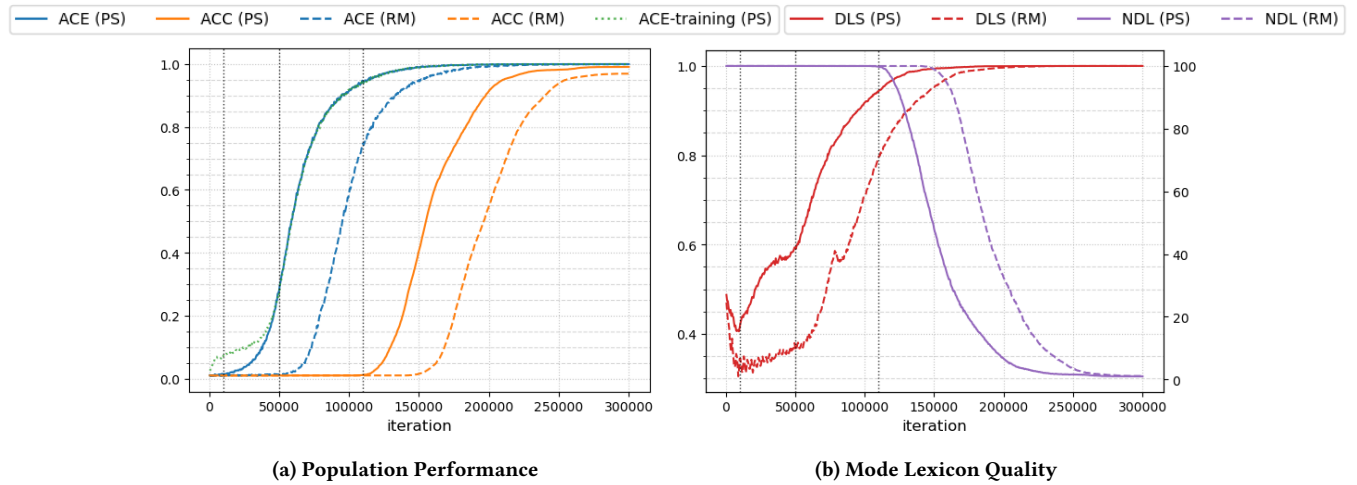 ACE (PS) ACC (PS) ACE (RM) ACC (RM) ACE-training (PS) DLS (PS) DLS (RM) NDL (PS) NDL (RM)
1.0
0.8
0.6
0.4
0.2
0.0
0 50000 100000 150000 200000 250000 300000
iteration
(a) Population Performance
1.0
0.8
0.6
0.4
100
80
60
40
20
0
0 50000 100000 150000 200000 250000 300000
iteration
(b) Mode Lexicon Quality